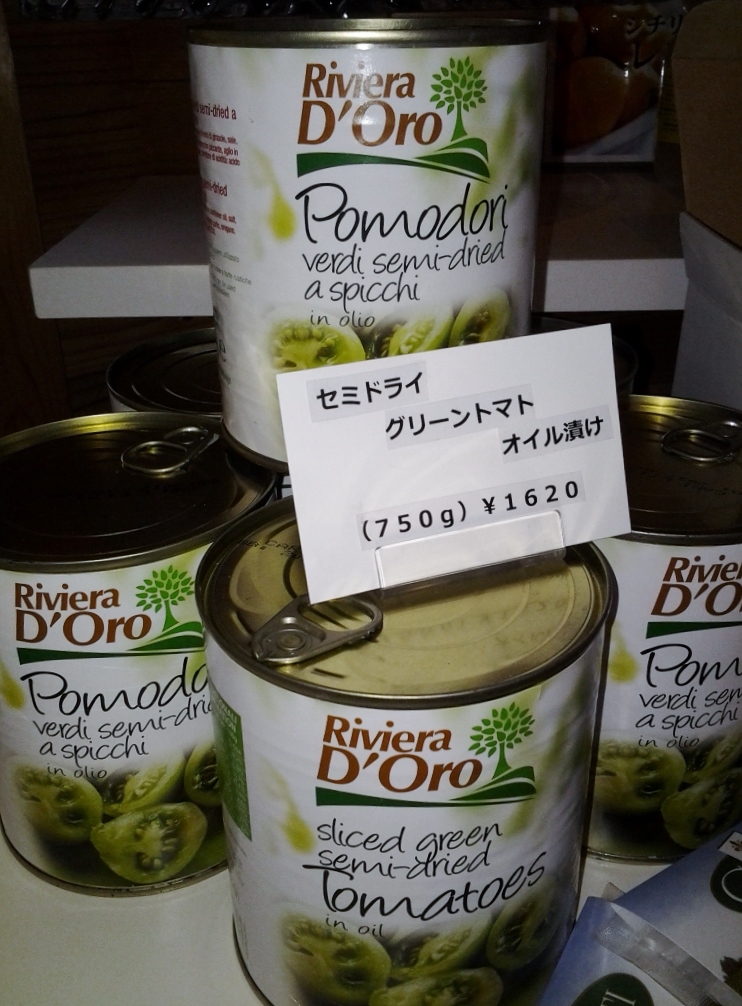 Riviera
D'Oro
Pomodori
verdi semi-dried
a spicchi
in olio
semi-dried a
セミドライ
グリーントマト
オイル漬け
(750g) ¥1620
Riviera
D'Oro
verdi semi-dri
a spicchi
in olio
Riviera
D'Oro
sliced green
semi-dried
Tomatoes
in oil
Pom
verdi sem
a spicchi
in olio